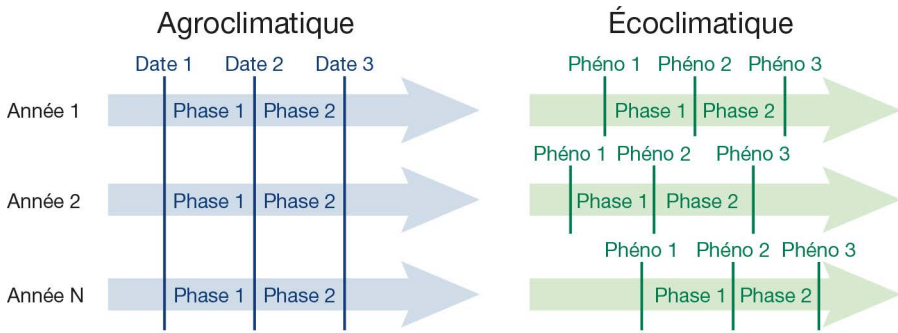 Agroclimatique
Écoclimatique
Date 1 Date 2 Date 3
Phéno 1 Phéno 2 Phéno 3
Année 1
Phase 1 Phase 2
Phase 1 Phase 2
Phéno 1 Phéno 2 Phéno 3
Année 2
Phase 1 Phase 2
Phase 1 Phase 2
Phéno 1 Phéno 2 Phéno 3
Année N
Phase 1 Phase 2
Phase 1 Phase 2